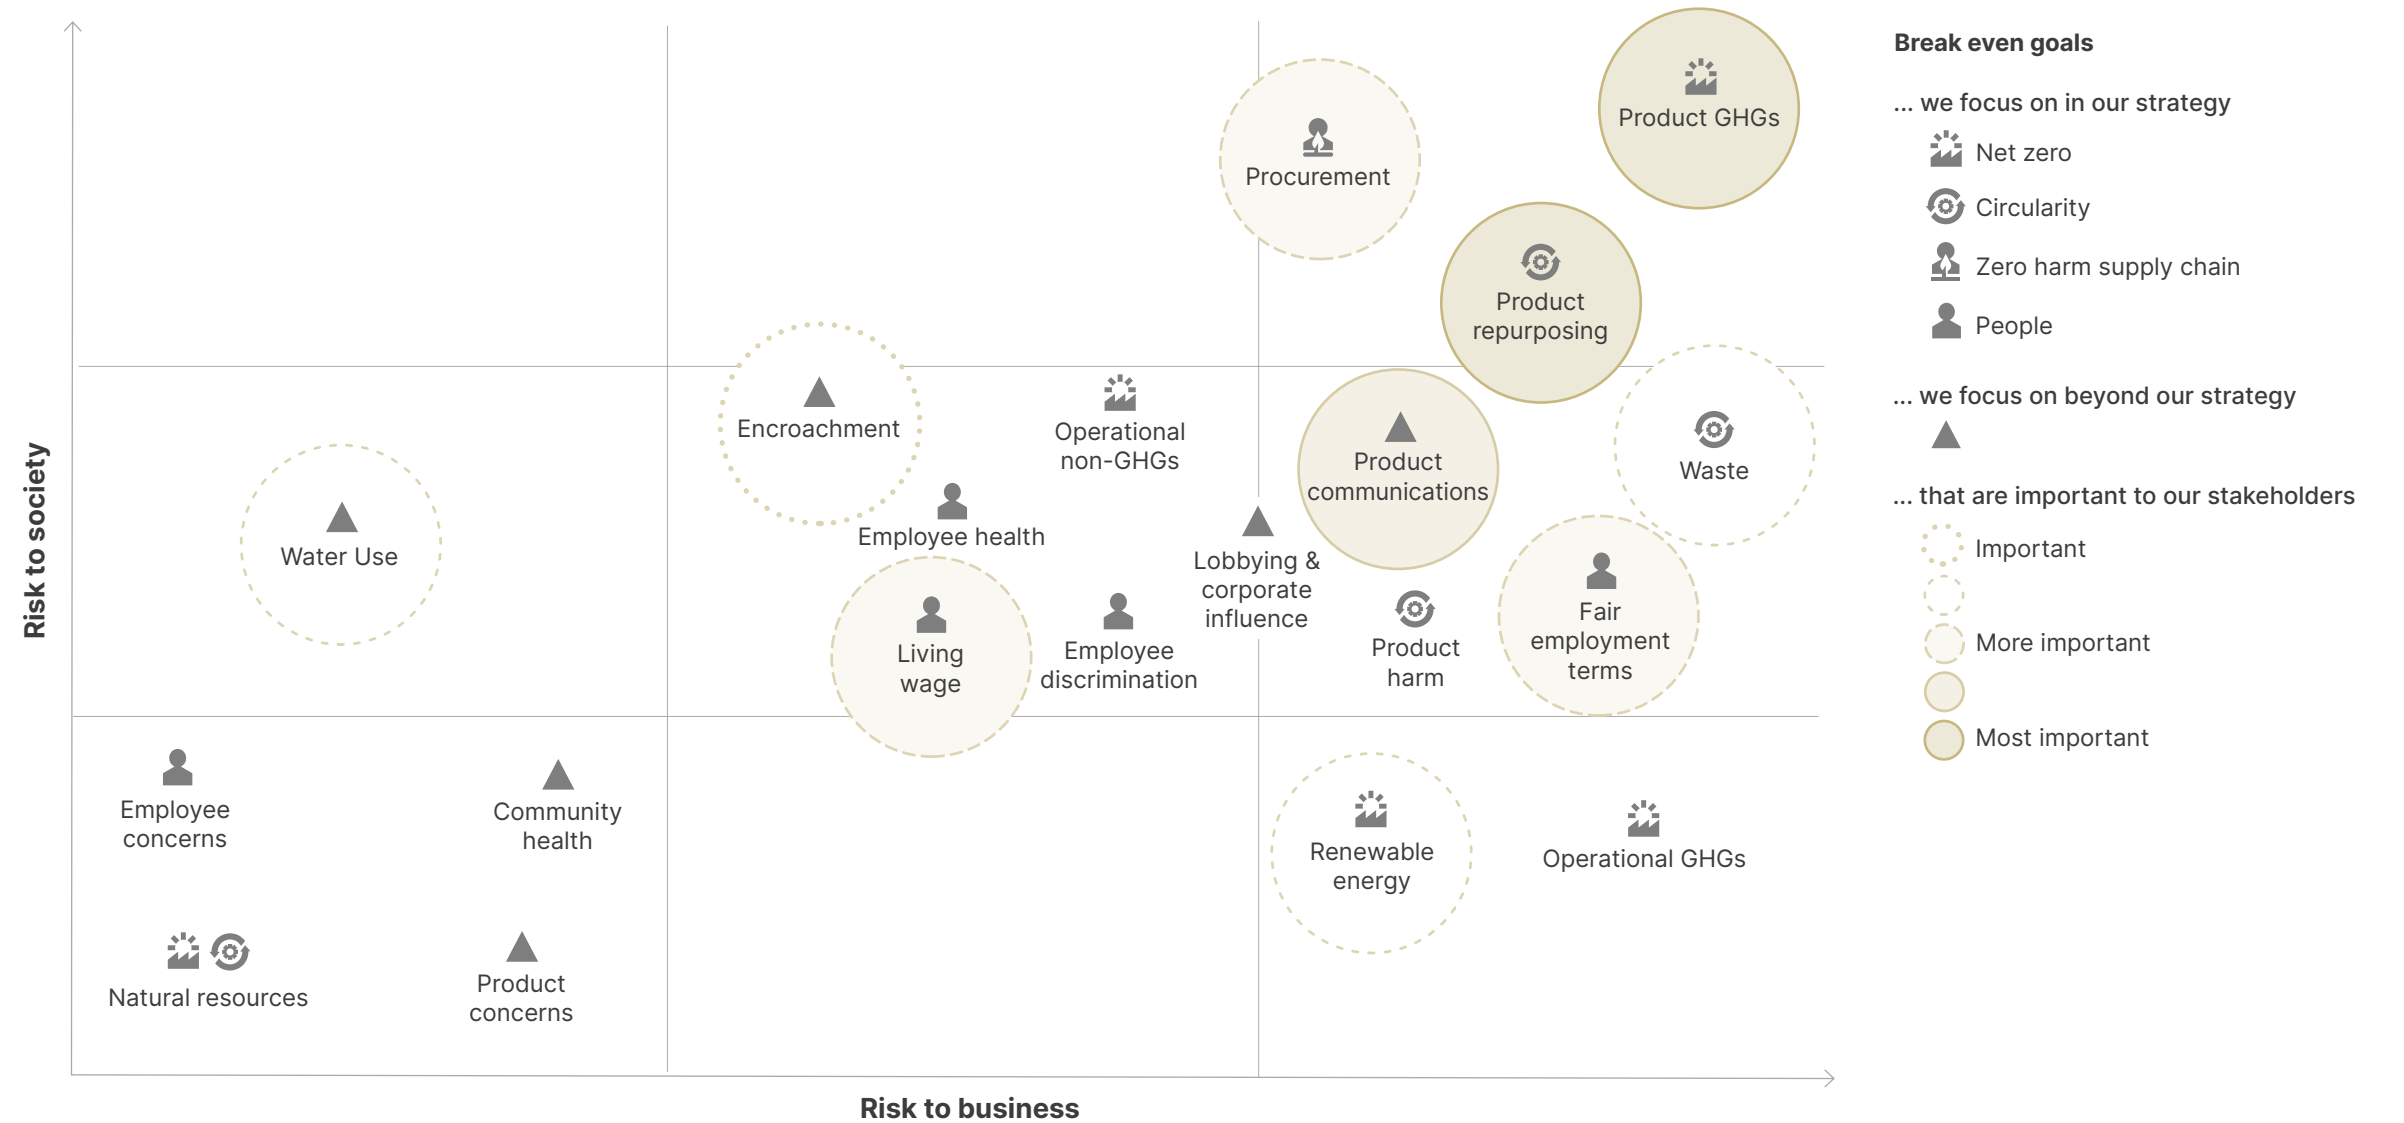 Risk to society
Product GHGs
Procurement
Product
repurposing
Encroachment
Operational
non-GHGs
Product
communications
Waste
Water Use
Employee health
Lobbying &
corporate
influence
Living
wage
Employee
discrimination
Product
harm
Fair
employment
terms
Employee
concerns
Community
health
Renewable
energy
Operational GHGs
Natural resources
Product
concerns
Risk to business
Break even goals
... we focus on in our strategy
Net zero
Circularity
Zero harm supply chain
People
... we focus on beyond our strategy
... that are important to our stakeholders
Important
More important
Most important